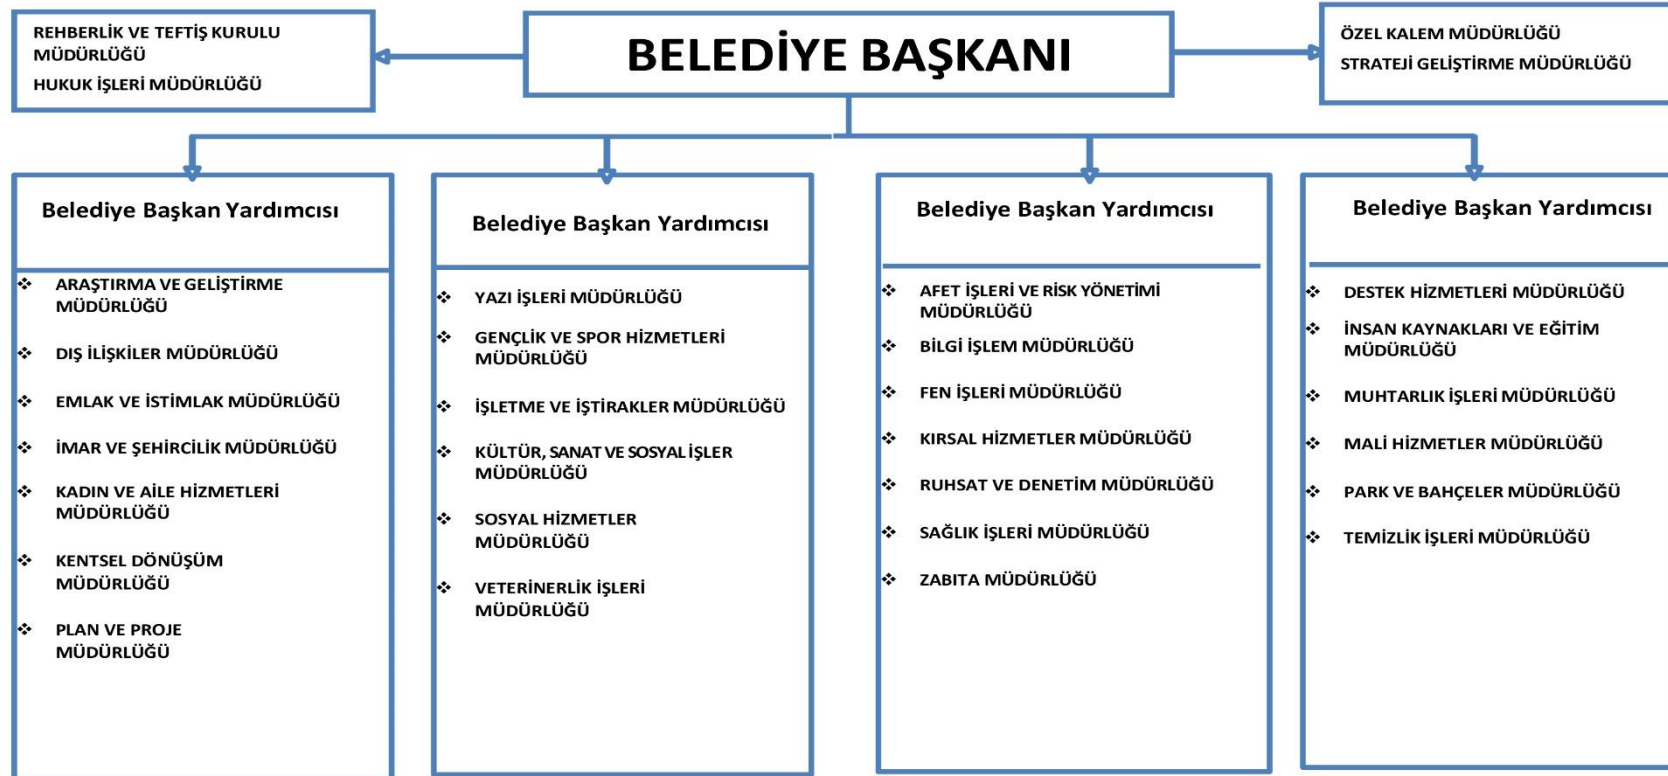 REHBERLİK VE TEFTİŞ KURULU
MÜDÜRLÜĞÜ
HUKUK İŞLERİ MÜDÜRLÜĞÜ
BELEDİYE BAŞKANI
ÖZEL KALEM MÜDÜRLÜĞÜ
STRATEJİ GELİŞTİRME MÜDÜRLÜĞÜ
Belediye Başkan Yardımcısı
❖ ARAŞTIRMA VE GELİŞTİRME
MÜDÜRLÜĞÜ
❖ DIŞ İLİŞKİLER MÜDÜRLÜĞÜ
❖ EMLAK VE İSTİMLAK MÜDÜRLÜĞÜ
❖ İMAR VE ŞEHİRCİLİK MÜDÜRLÜĞÜ
❖ KADIN VE AİLE HİZMETLERİ
MÜDÜRLÜĞÜ
❖ KENTSEL DÖNÜŞÜM
MÜDÜRLÜĞÜ
❖ PLAN VE PROJE
MÜDÜRLÜĞÜ
Belediye Başkan Yardımcısı
❖ YAZI İŞLERİ MÜDÜRLÜĞÜ
❖ GENÇLİK VE SPOR HİZMETLERİ
MÜDÜRLÜĞÜ
❖ İŞLETME VE İŞTİRAKLER MÜDÜRLÜĞÜ
❖ KÜLTÜR, SANAT VE SOSYAL İŞLER
MÜDÜRLÜĞÜ
❖ SOSYAL HİZMETLER
MÜDÜRLÜĞÜ
❖ VETERİNERLİK İŞLERİ
MÜDÜRLÜĞÜ
Belediye Başkan Yardımcısı
❖ AFET İŞLERİ VE RİSK YÖNETİMİ
MÜDÜRLÜĞÜ
❖ BİLGİ İŞLEM MÜDÜRLÜĞÜ
❖ FEN İŞLERİ MÜDÜRLÜĞÜ
❖ KIRSAL HİZMETLER MÜDÜRLÜĞÜ
❖ RUHSAT VE DENETİM MÜDÜRLÜĞÜ
❖ SAĞLIK İŞLERİ MÜDÜRLÜĞÜ
❖ ZABITA MÜDÜRLÜĞÜ
Belediye Başkan Yardımcısı
❖ DESTEK HİZMETLERİ MÜDÜRLÜĞÜ
❖ İNSAN KAYNAKLARI VE EĞİTİM
MÜDÜRLÜĞÜ
❖ MUHTARLIK İŞLERİ MÜDÜRLÜĞÜ
❖ MALİ HİZMETLER MÜDÜRLÜĞÜ
❖ PARK VE BAHÇELER MÜDÜRLÜĞÜ
❖ TEMİZLİK İŞLERİ MÜDÜRLÜĞÜ